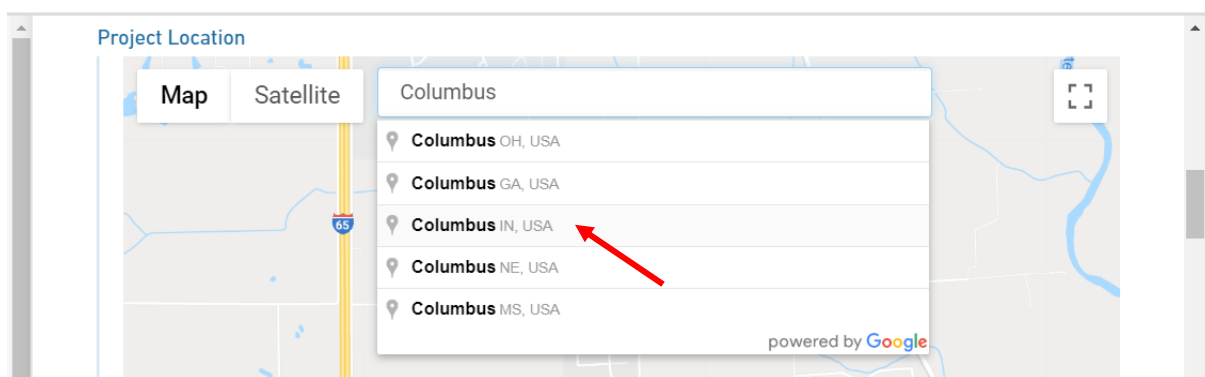 Project Location
Map Satellite Columbus
Columbus OH, USA
Columbus GA, USA
Columbus IN, USA
65
Columbus NE, USA
Columbus MS, USA
powered by Google